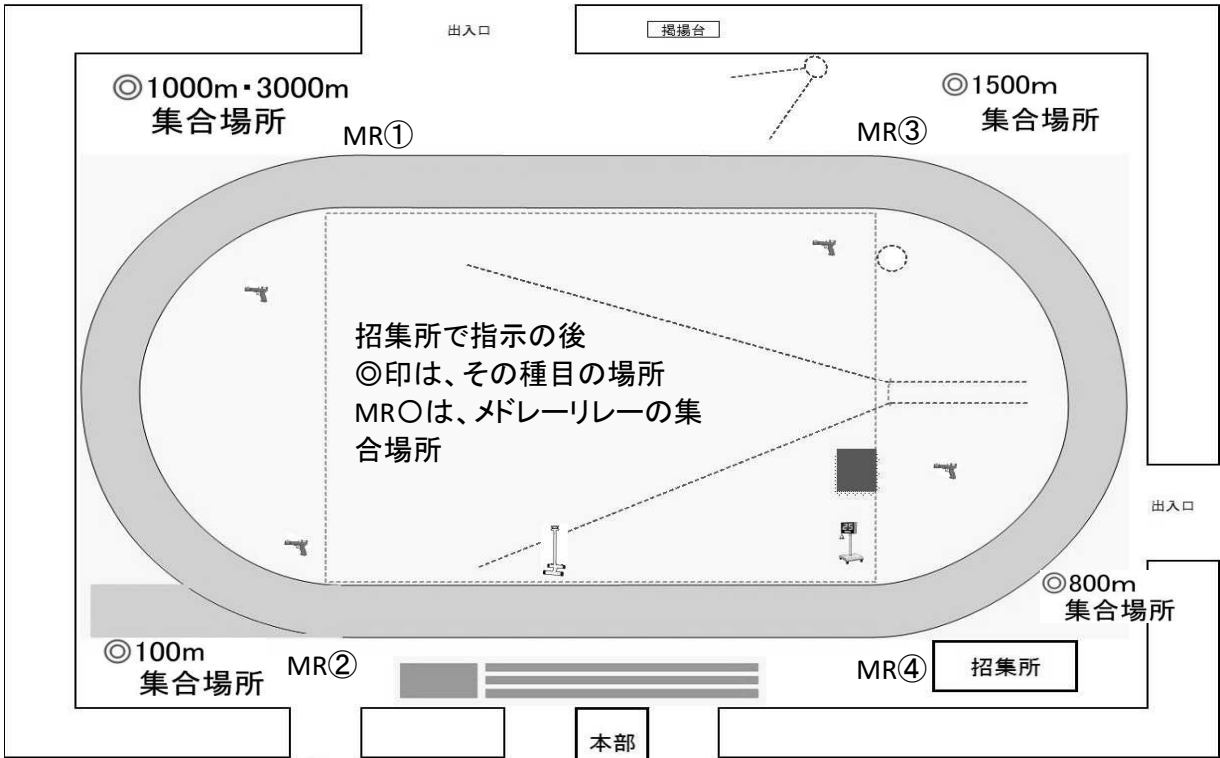 出入口
掲揚台
◎1000m・3000m
集合場所
◎1500m
集合場所
MR①
MR③
招集所で指示の後
◎印は、その種目の場所
MR〇は、メドレーリレーの集
合場所
出入口
◎800m
集合場所
◎100m
集合場所
MR②
MR④
招集所
本部